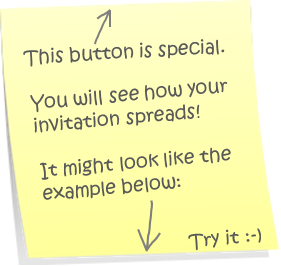 This button is special.
You will see how your
invitation spreads!
It might look like the
example below:
Try it :-)